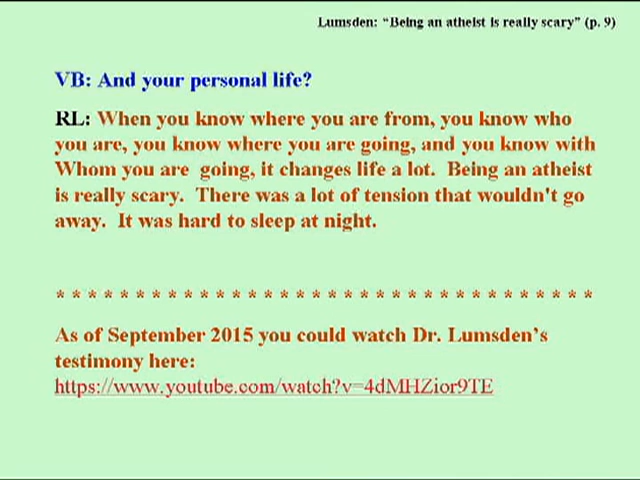 Lumsden: “Being an atheist is really scary” (p. 9)
VB: And your personal life?
RL: When you know where you are from, you know who
you are, you know where you are going, and you know with
Whom you are going, it changes life a lot. Being an atheist
is really scary. There was a lot of tension that wouldn't go
away. It was hard to sleep at night.
* * * * * * * * * * * * * * * * * * * * * * * * * * * * * * * * * *
As of September 2015 you could watch Dr. Lumsden’s
testimony here:
https://www.youtube.com/watch?v=4dMHZior9TE